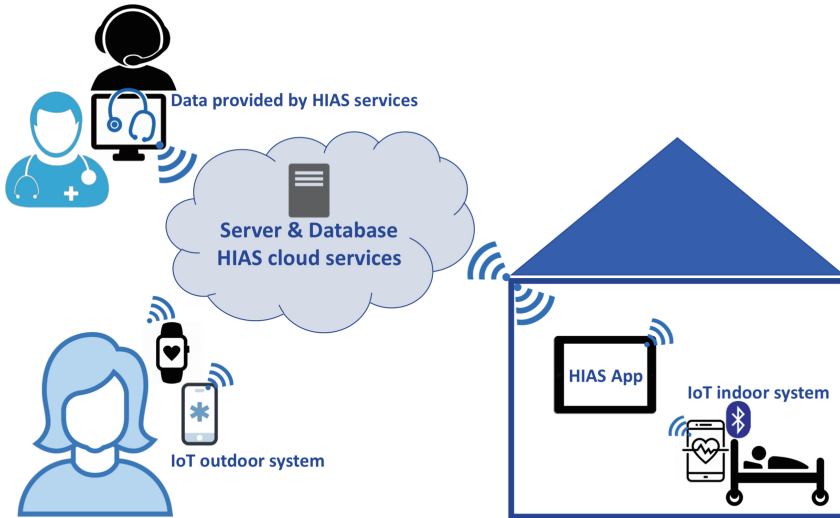 Data provided by HIAS services
Server & Database
HIAS cloud services
HIAS App
IoT indoor system
IoT outdoor system